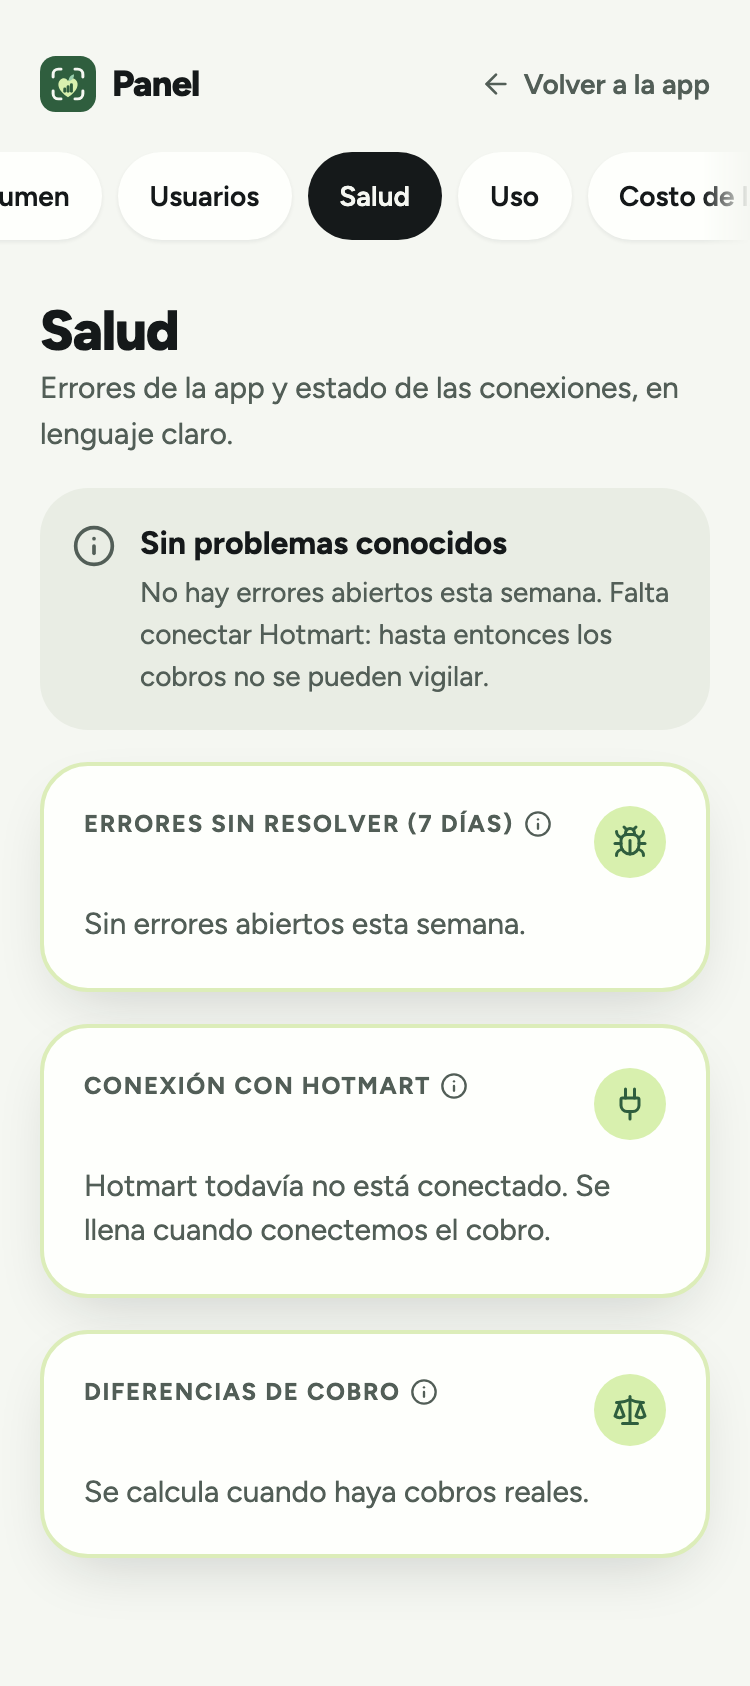 Panel
Volver a la app
umen
Usuarios
Salud
Uso
Costo de
Salud
Errores de la app y estado de las conexiones, en
lenguaje claro.
Sin problemas conocidos
No hay errores abiertos esta semana. Falta
conectar Hotmart: hasta entonces los
cobros no se pueden vigilar.
ERRORES SIN RESOLVER (7 DÍAS)
Sin errores abiertos esta semana.
CONEXIÓN CON HOTMART
Hotmart todavía no está conectado. Se
llena cuando conectemos el cobro.
DIFERENCIAS DE COBRO
Se calcula cuando haya cobros reales.